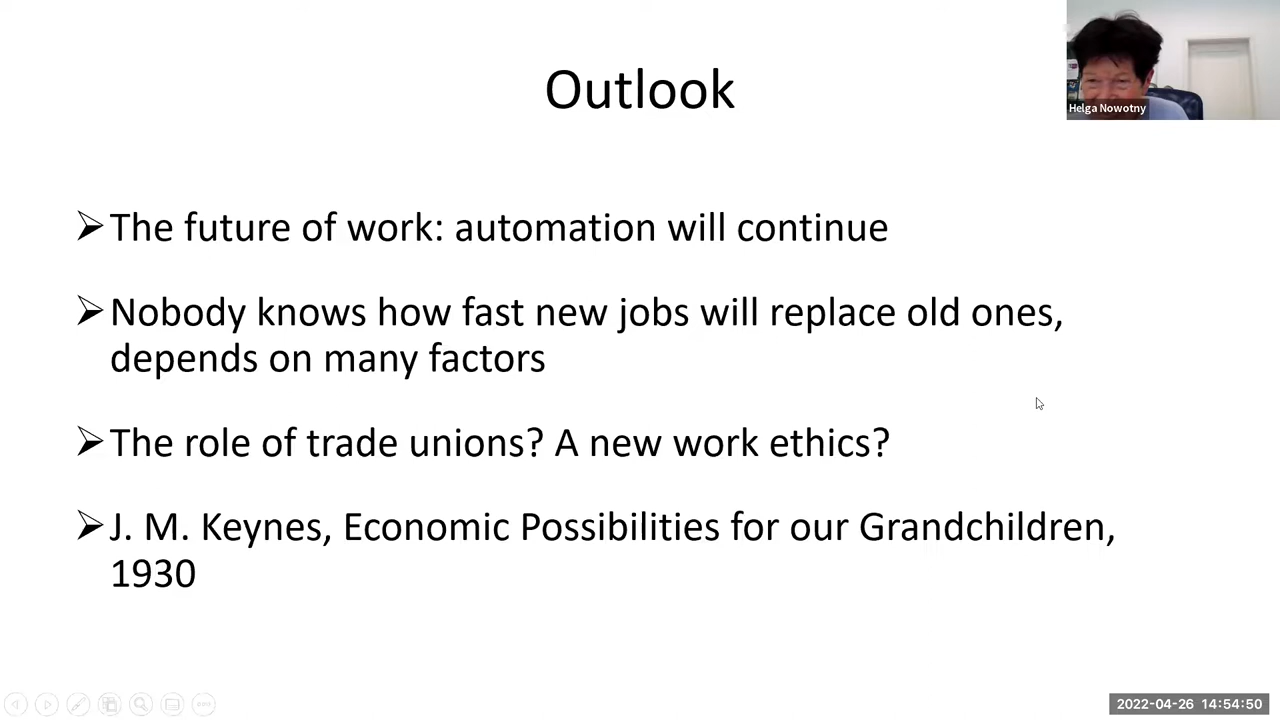 Outlook
Helga Nowotny
The future of work: automation will continue
Nobody knows how fast new jobs will replace old ones,
depends on many factors
The role of trade unions? A new work ethics?
J. M. Keynes, Economic Possibilities for our Grandchildren,
1930
2022-04-26 14:54:50